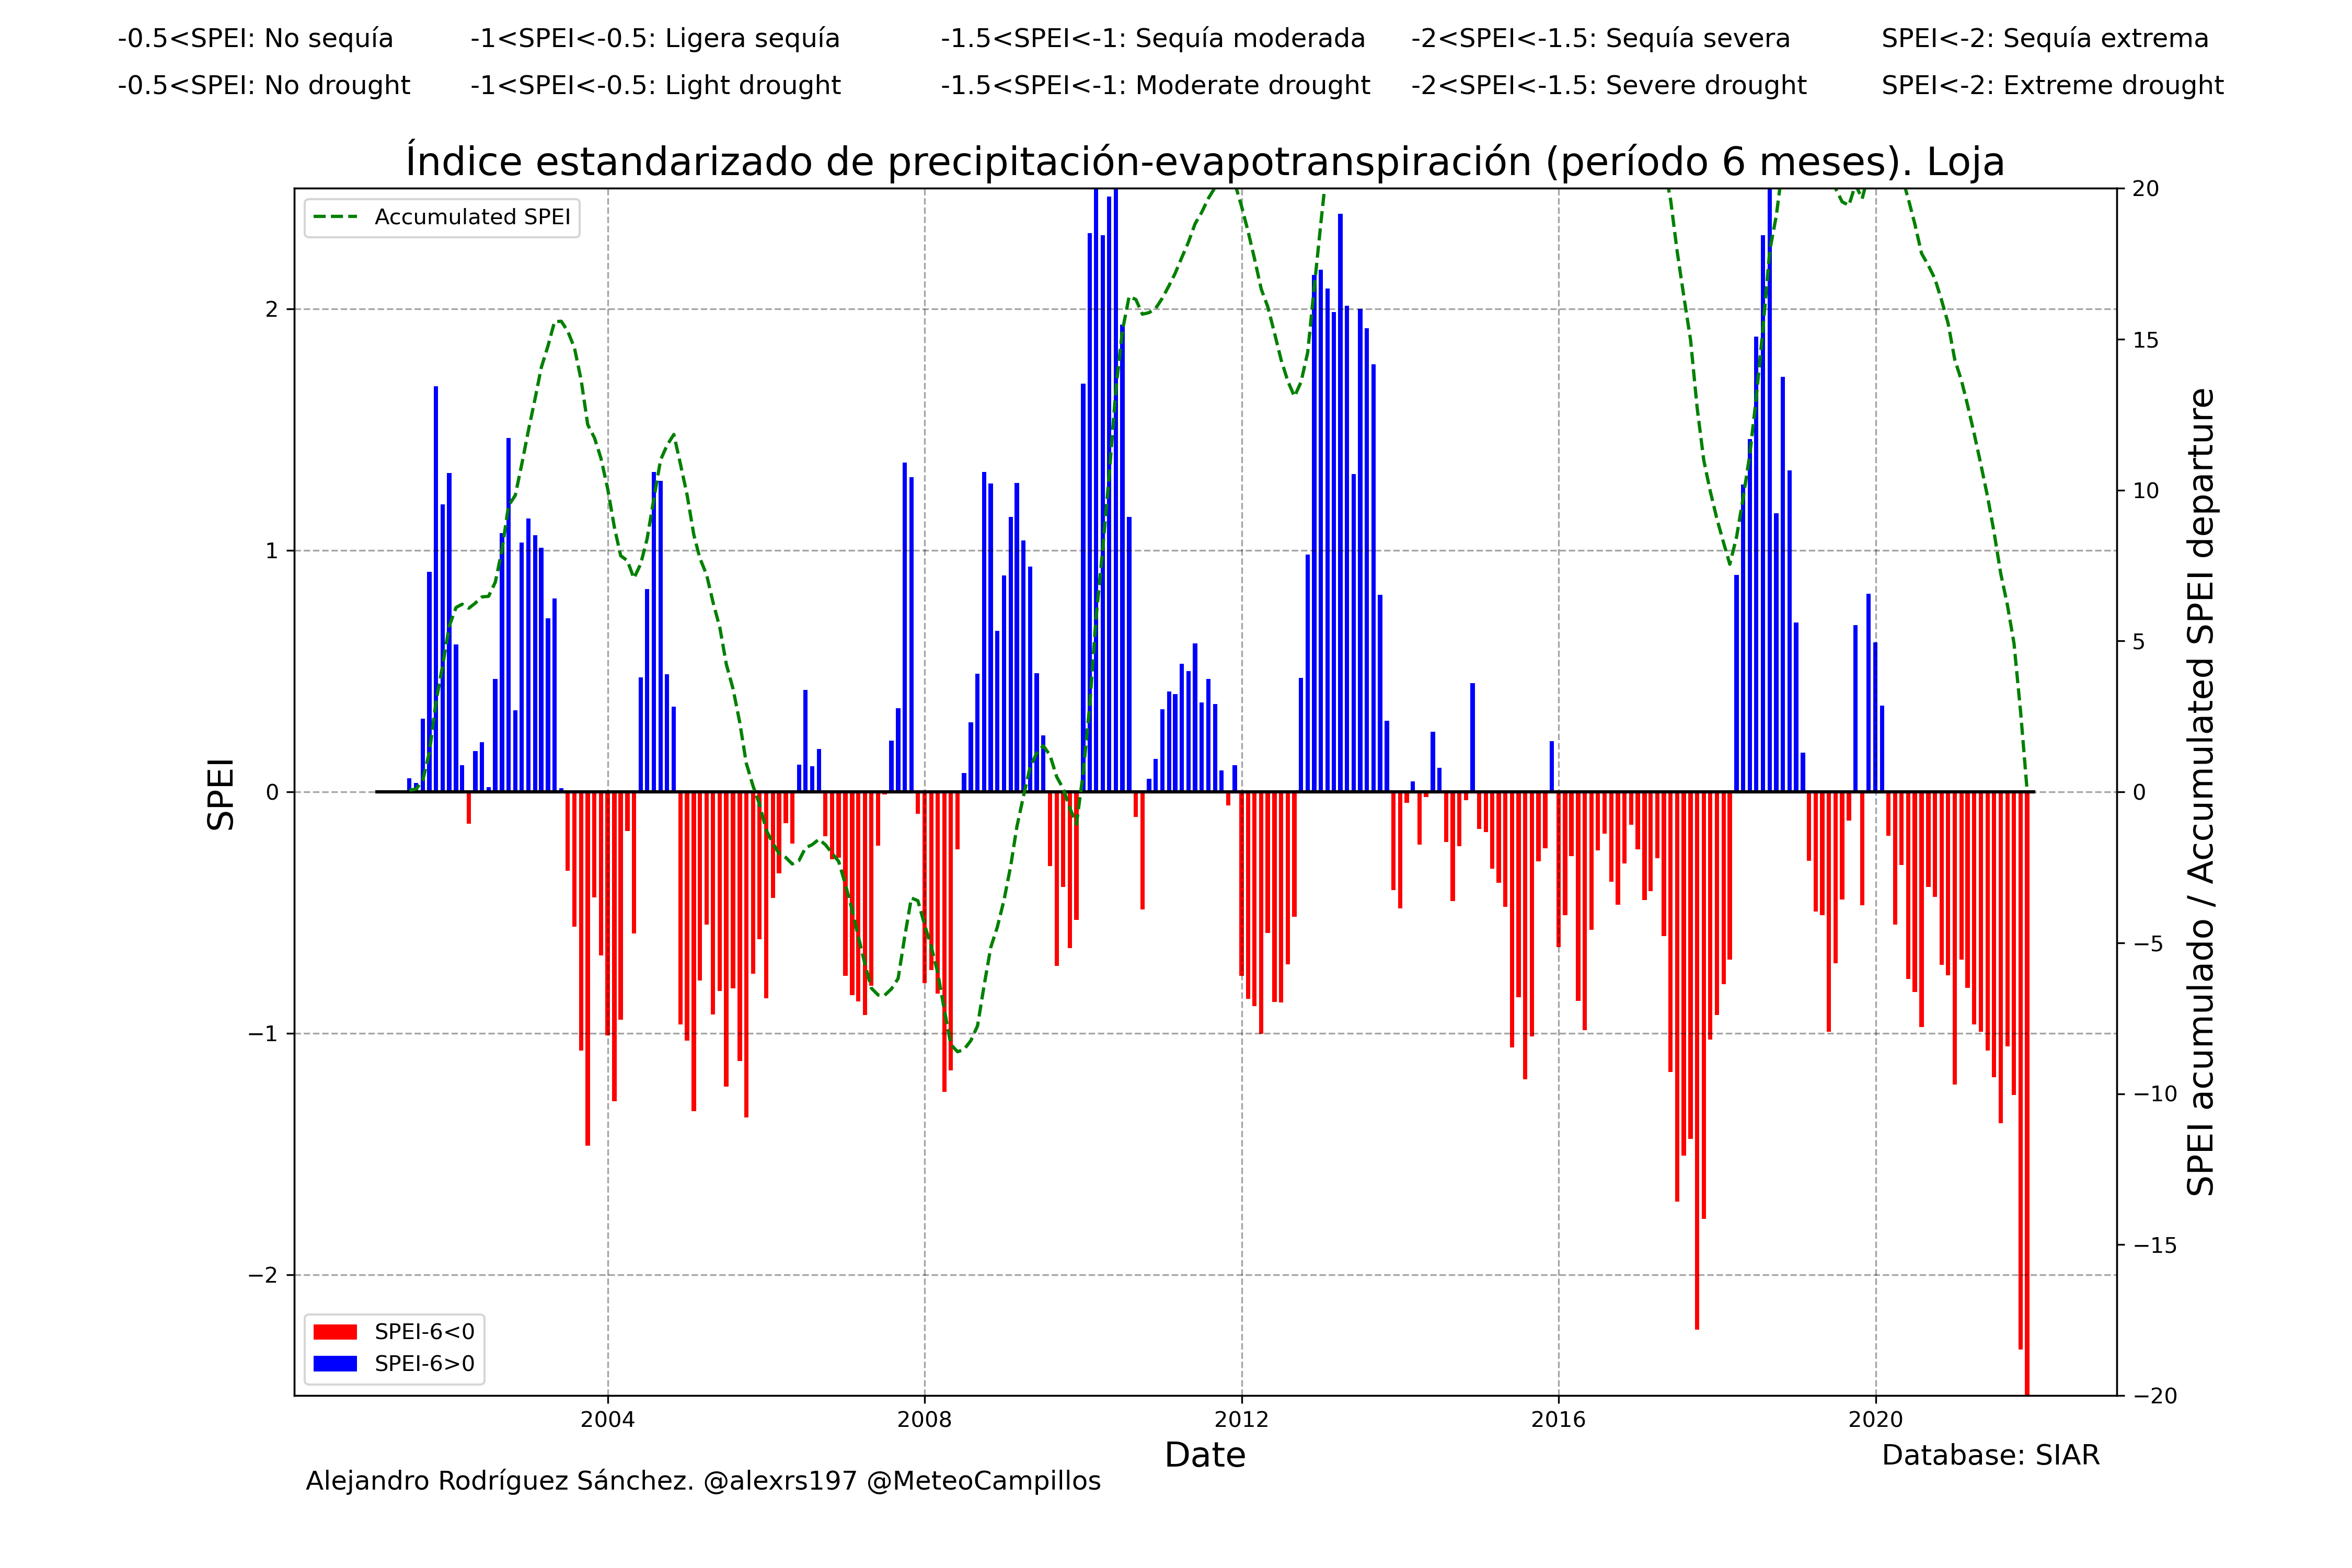 -0.5<SPEI: No sequía -1<SPEI<-0.5: Ligera sequía -1.5<SPEI<-1: Sequía moderada -2<SPEI<-1.5: Sequía severa SPEI<-2: Sequía extrema
-0.5<SPEI: No drought -1<SPEI<-0.5: Light drought -1.5<SPEI<-1: Moderate drought -2<SPEI<-1.5: Severe drought SPEI<-2: Extreme drought
Índice estandarizado de precipitación-evapotranspiración (período 6 meses). Loja
Accumulated SPEI
2
1
0
−1
−2
SPEI
20
15
10
5
0
−5
−10
−15
−20
SPEI acumulado / Accumulated SPEI departure
SPEI-6<0
SPEI-6>0
2004 2008 2012 2016 2020
Date
Database: SIAR
Alejandro Rodríguez Sánchez. @alexrs197 @MeteoCampillos